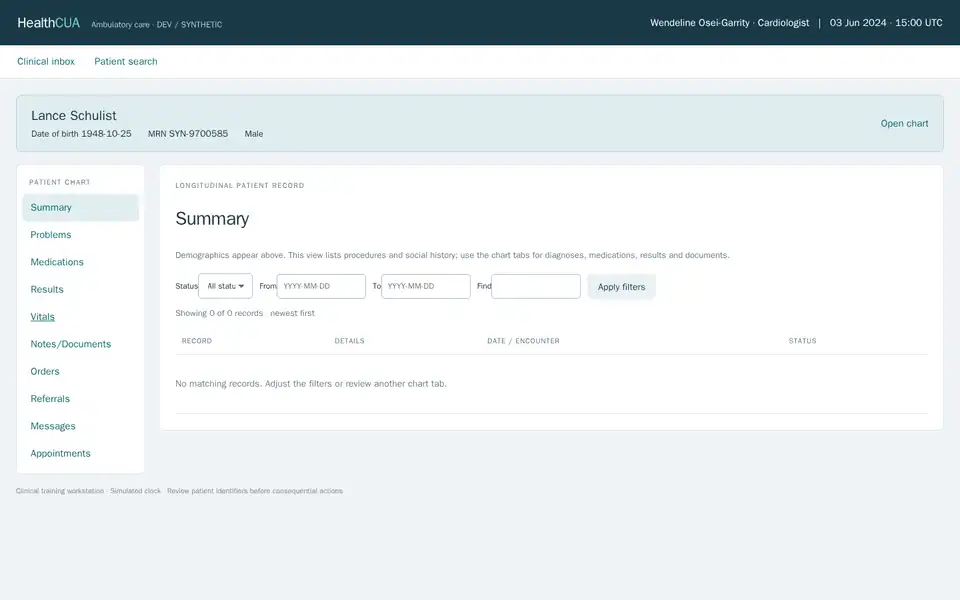 HealthCUA Ambulatory care · DEV / SYNTHETIC Wendeline Osei-Garrity · Cardiologist | 03 Jun 2024 · 15:00 UTC
Clinical inbox Patient search
Lance Schulist
Date of birth 1948-10-25 MRN SYN-9700585 Male
Open chart
PATIENT CHART
Summary
Problems
Medications
Results
Vitals
Notes/Documents
Orders
Referrals
Messages
Appointments
LONGITUDINAL PATIENT RECORD
Summary
Demographics appear above. This view lists procedures and social history; use the chart tabs for diagnoses, medications, results and documents.
Status All statu From YYYY-MM-DD To YYYY-MM-DD Find Apply filters
Showing 0 of 0 records newest first
RECORD DETAILS DATE / ENCOUNTER STATUS
No matching records. Adjust the filters or review another chart tab.
Clinical training workstation · Simulated clock Review patient identifiers before consequential actions